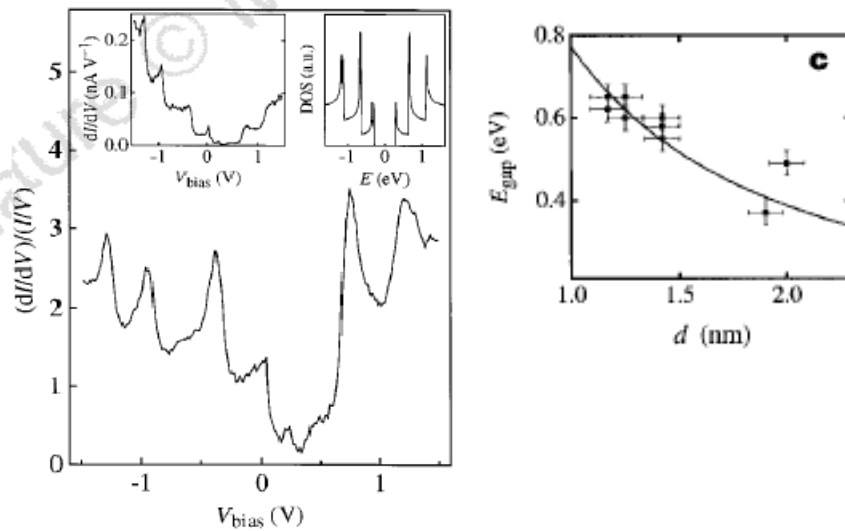 ature ©
5
4
3
2
1
0
(dI/dV)/(I/V)
-1
0
1
V_bias (V)
0.2
0.1
0.0
dI/dV (nA V⁻¹)
-1
0
1
V_bias (V)
DOS (a.u.)
-1
0
1
E (eV)
c
0.8
0.6
0.4
E_gap (eV)
1.0
1.5
2.0
d (nm)